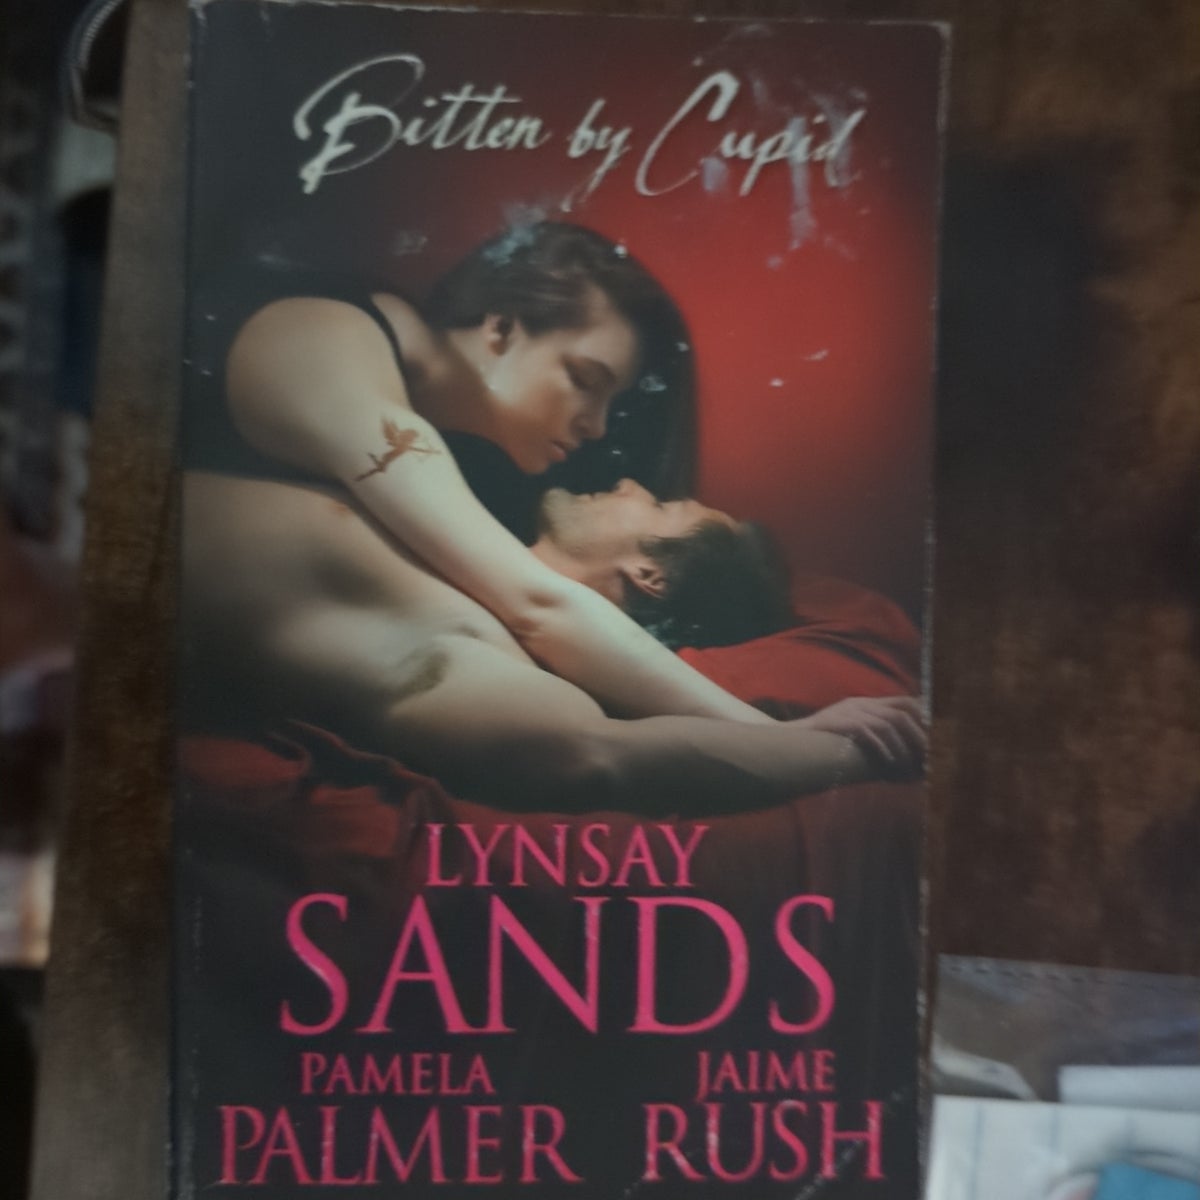 Bitten by Cupid
LYNSAY
SANDS
PAMELA JAIME
PALMER RUSH